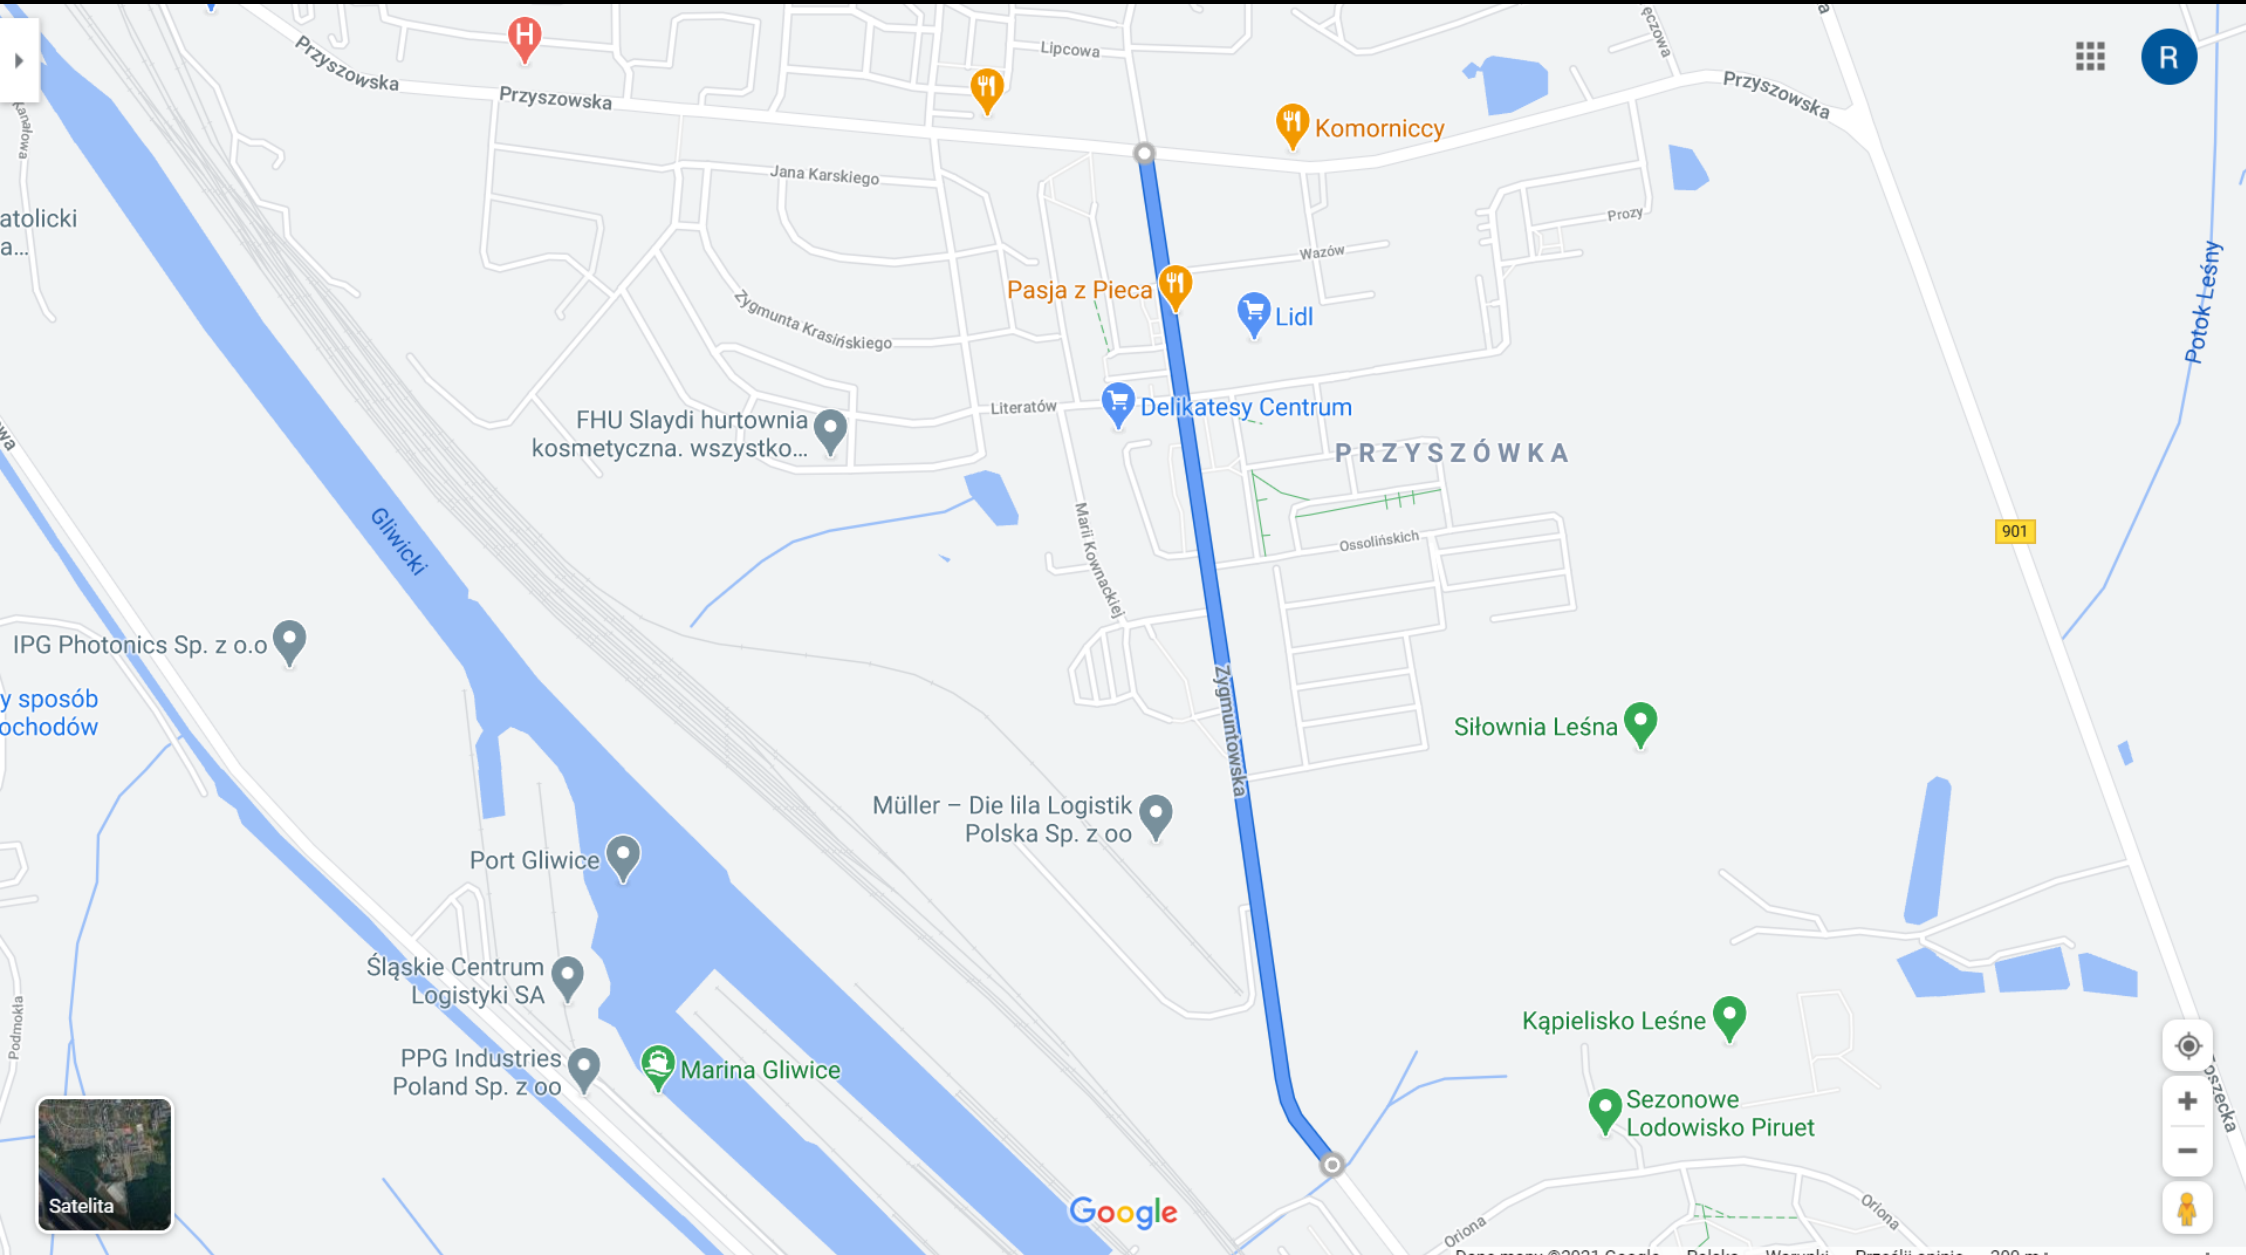 Lipcowa
Przyszowska
Przyszowska
Przyszowska
H
R
Komorniccy
Jana Karskiego
atolicki
a...
Prozy
Wazów
Potok Leśny
Pasja z Pieca
Lidl
Zygmunta Krasińskiego
Literatów
Delikatesy Centrum
FHU Slaydi hurtownia
kosmetyczna. wszystko...
PRZYSZÓWKA
Gliwicki
Marii Kownackiej
Ossolińskich
901
IPG Photonics Sp. z o.o
y sposób
ochodów
Zygmuntowska
Siłownia Leśna
Müller – Die lila Logistik
Polska Sp. z oo
Port Gliwice
Śląskie Centrum
Logistyki SA
Podmokła
Kąpielisko Leśne
PPG Industries
Poland Sp. z oo
Marina Gliwice
Sezonowe
Lodowisko Piruet
Satelita
Google
Oriona
Oriona